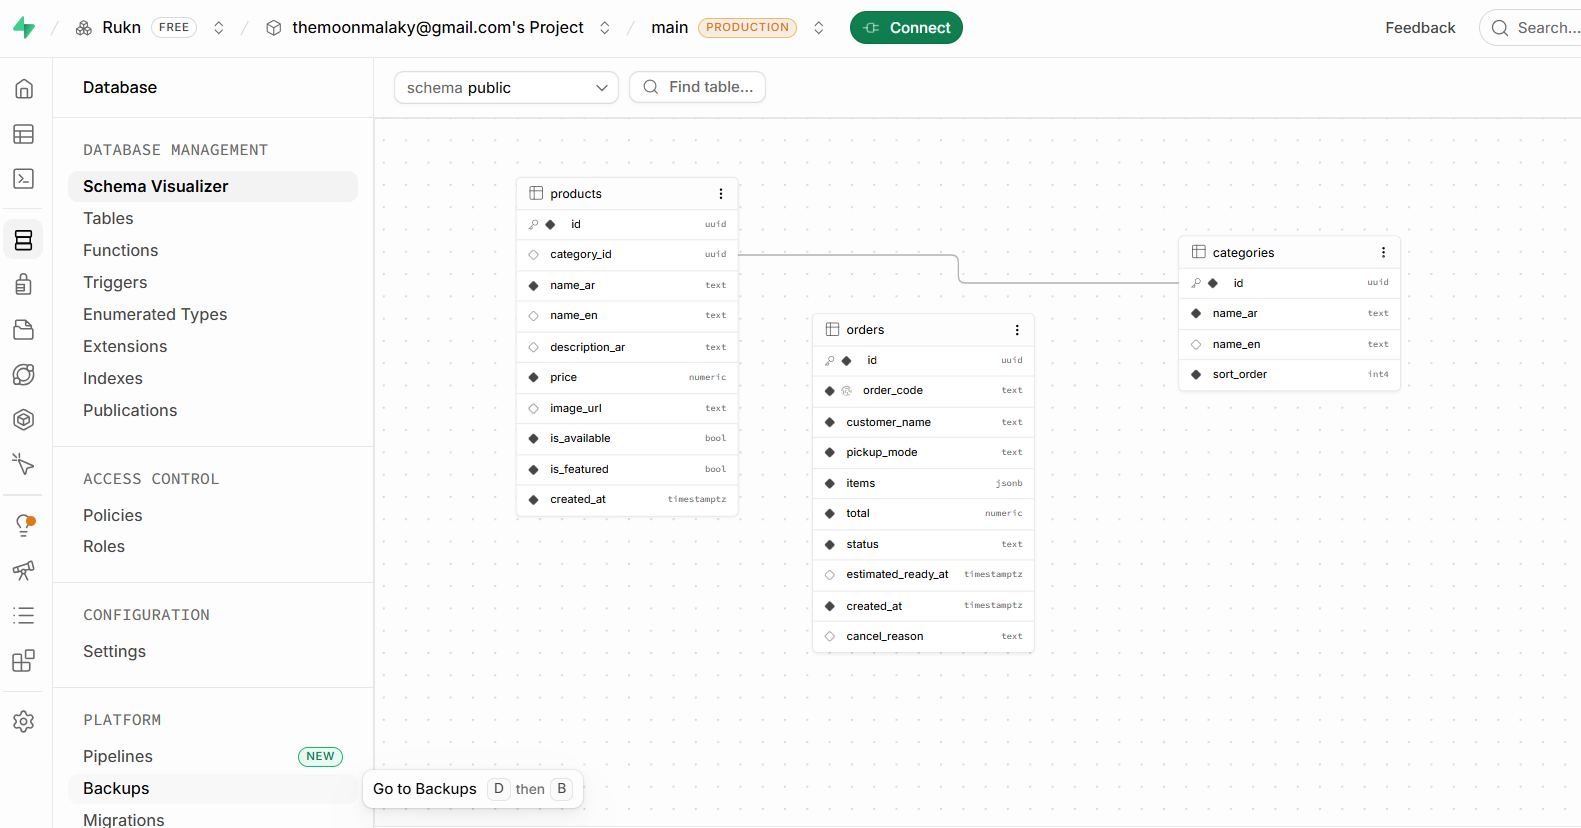 Rukn FREE themoonmalaky@gmail.com's Project main PRODUCTION Connect Feedback Search...
Database
schema public Find table...
DATABASE MANAGEMENT
Schema Visualizer
Tables
Functions
Triggers
Enumerated Types
Extensions
Indexes
Publications
ACCESS CONTROL
Policies
Roles
CONFIGURATION
Settings
PLATFORM
Pipelines NEW
Backups
Migrations
Go to Backups D then B
products
id uuid
category_id uuid
name_ar text
name_en text
description_ar text
price numeric
image_url text
is_available bool
is_featured bool
created_at timestamptz
orders
id uuid
order_code text
customer_name text
pickup_mode text
items jsonb
total numeric
status text
estimated_ready_at timestamptz
created_at timestamptz
cancel_reason text
categories
id uuid
name_ar text
name_en text
sort_order int4